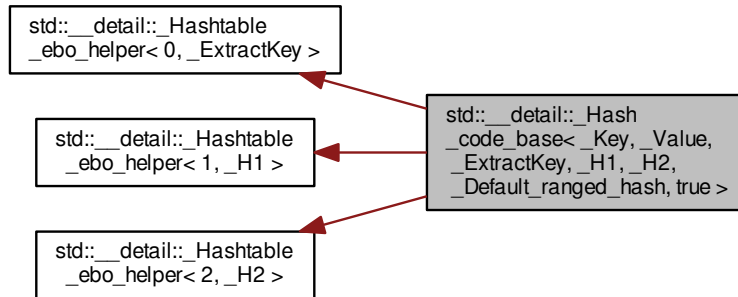 std::__detail::_Hashtable
_ebo_helper< 0, _ExtractKey >
std::__detail::_Hash
_code_base< _Key, _Value,
_ExtractKey, _H1, _H2,
_Default_ranged_hash, true >
std::__detail::_Hashtable
_ebo_helper< 1, _H1 >
std::__detail::_Hashtable
_ebo_helper< 2, _H2 >